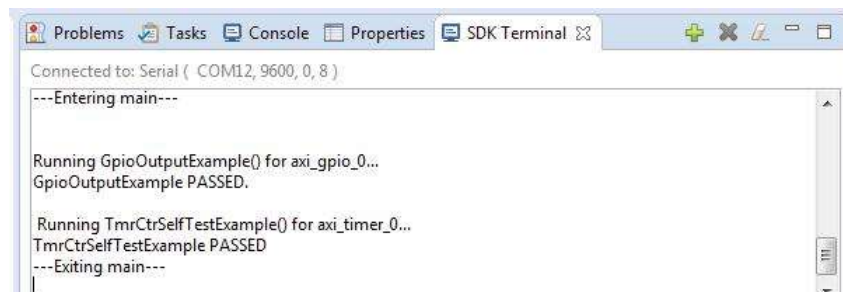 Problems Tasks Console Properties SDK Terminal
Connected to: Serial ( COM12, 9600, 0, 8 )
---Entering main---
Running GpioOutputExample() for axi_gpio_0...
GpioOutputExample PASSED.
Running TmrCtrSelfTestExample() for axi_timer_0...
TmrCtrSelfTestExample PASSED
---Exiting main---